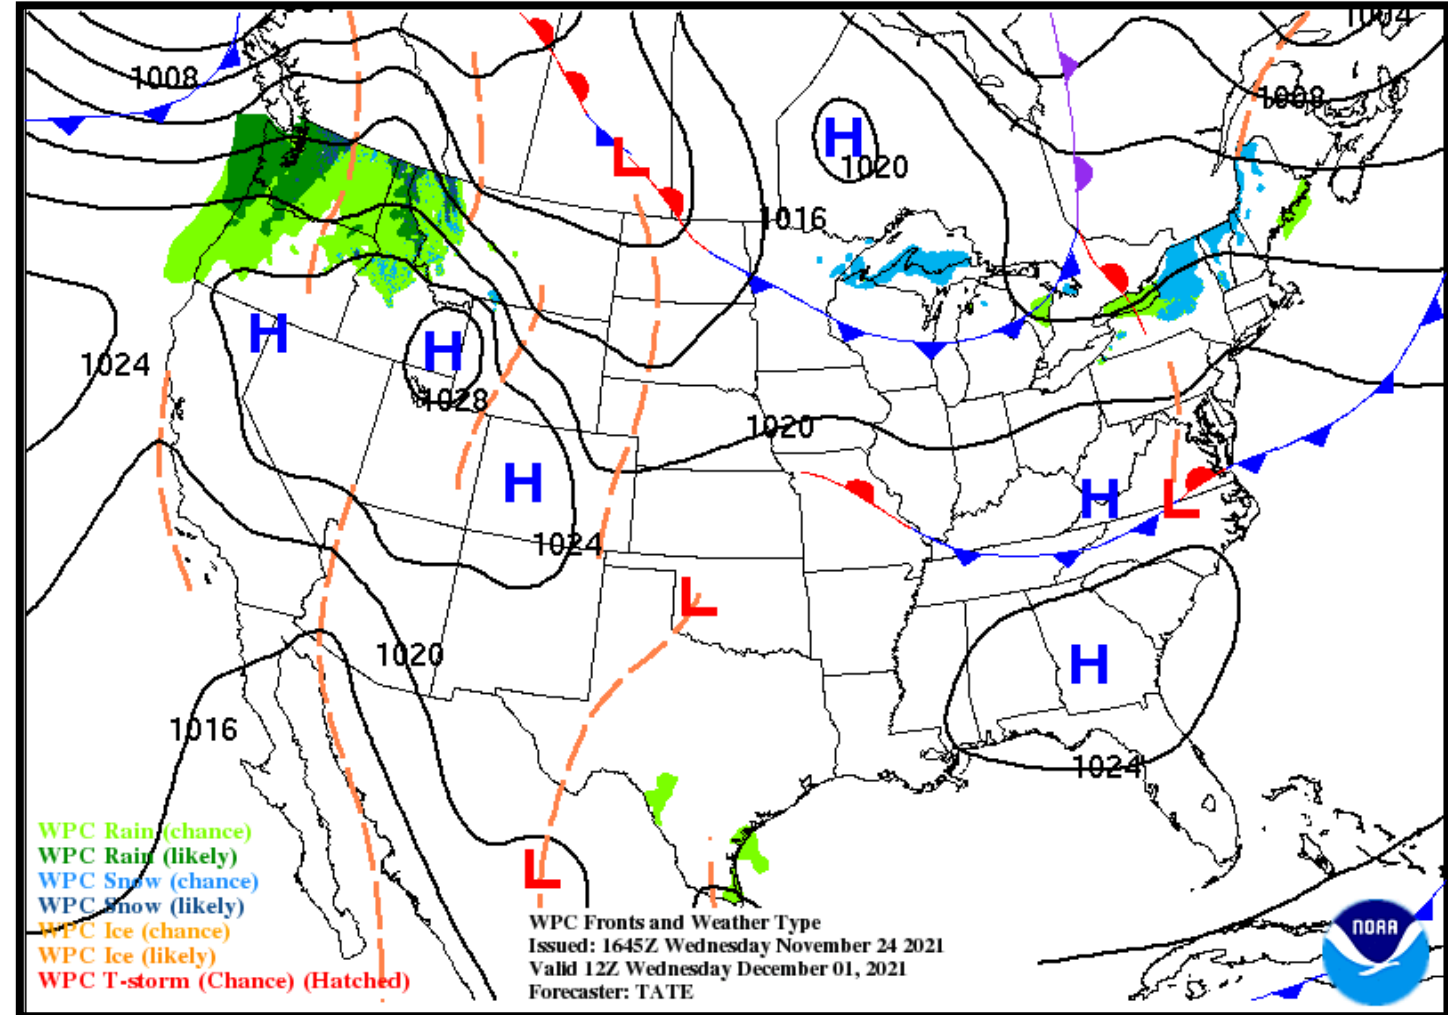 1004
1008
1008
H
1020
L
1016
H
H
1024
1028
1020
H
H
L
1024
L
1020
H
1016
1024
L
WPC Rain (chance)
WPC Rain (likely)
WPC Snow (chance)
WPC Snow (likely)
WPC Ice (chance)
WPC Ice (likely)
WPC T-storm (Chance) (Hatched)
WPC Fronts and Weather Type
Issued: 1645Z Wednesday November 24 2021
Valid 12Z Wednesday December 01, 2021
Forecaster: TATE
NOAA